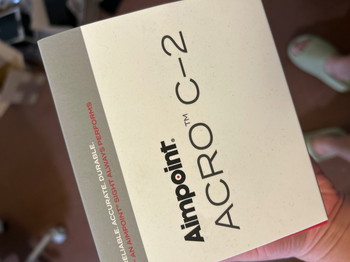 Aimpoint®
ACRO™ C-2
RELIABLE. ACCURATE. DURABLE.
AN AIMPOINT® SIGHT ALWAYS PERFORMS